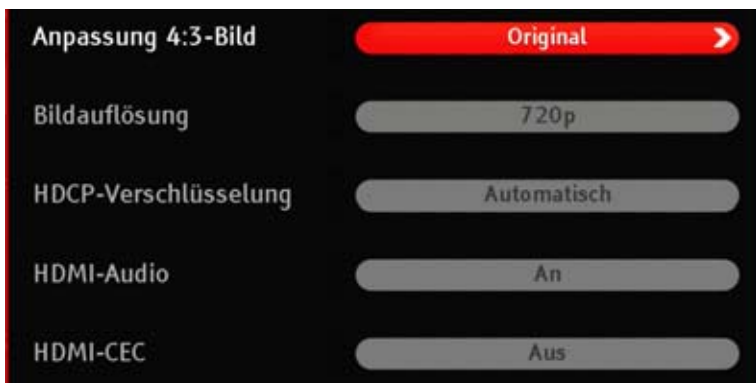 Anpassung 4:3-Bild Original
Bildauflösung 720p
HDCP-Verschlüsselung Automatisch
HDMI-Audio An
HDMI-CEC Aus